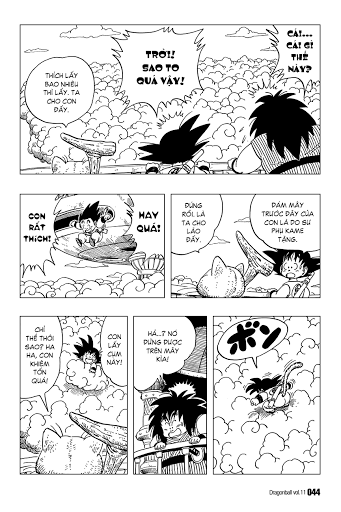 CÁI...
CÁI GÌ
THẾ
NÀY?
TRỜI!
SAO TO
QUÁ VẬY!
THÍCH LẤY
BAO NHIÊU
THÌ LẤY. TA
CHO CON
ĐẤY.
ĐÁM MÂY
TRƯỚC ĐÂY CỦA
CON LÀ DO SƯ
PHỤ KAME
TẶNG.
ĐÚNG
RỒI, LÀ
TA CHO
LÃO
ĐẤY.
HAY
QUÁ!
CON
RẤT
THÍCH!
ボン
HẢ...? NÓ
ĐỨNG ĐƯỢC
TRÊN MÂY
KÌA!
CON
LẤY
CỤM
NÀY!
CHỈ
THẾ THÔI
SAO? HA
HA, CON
KHIÊM
TỐN
QUÁ!
Dragonball vol.11 044